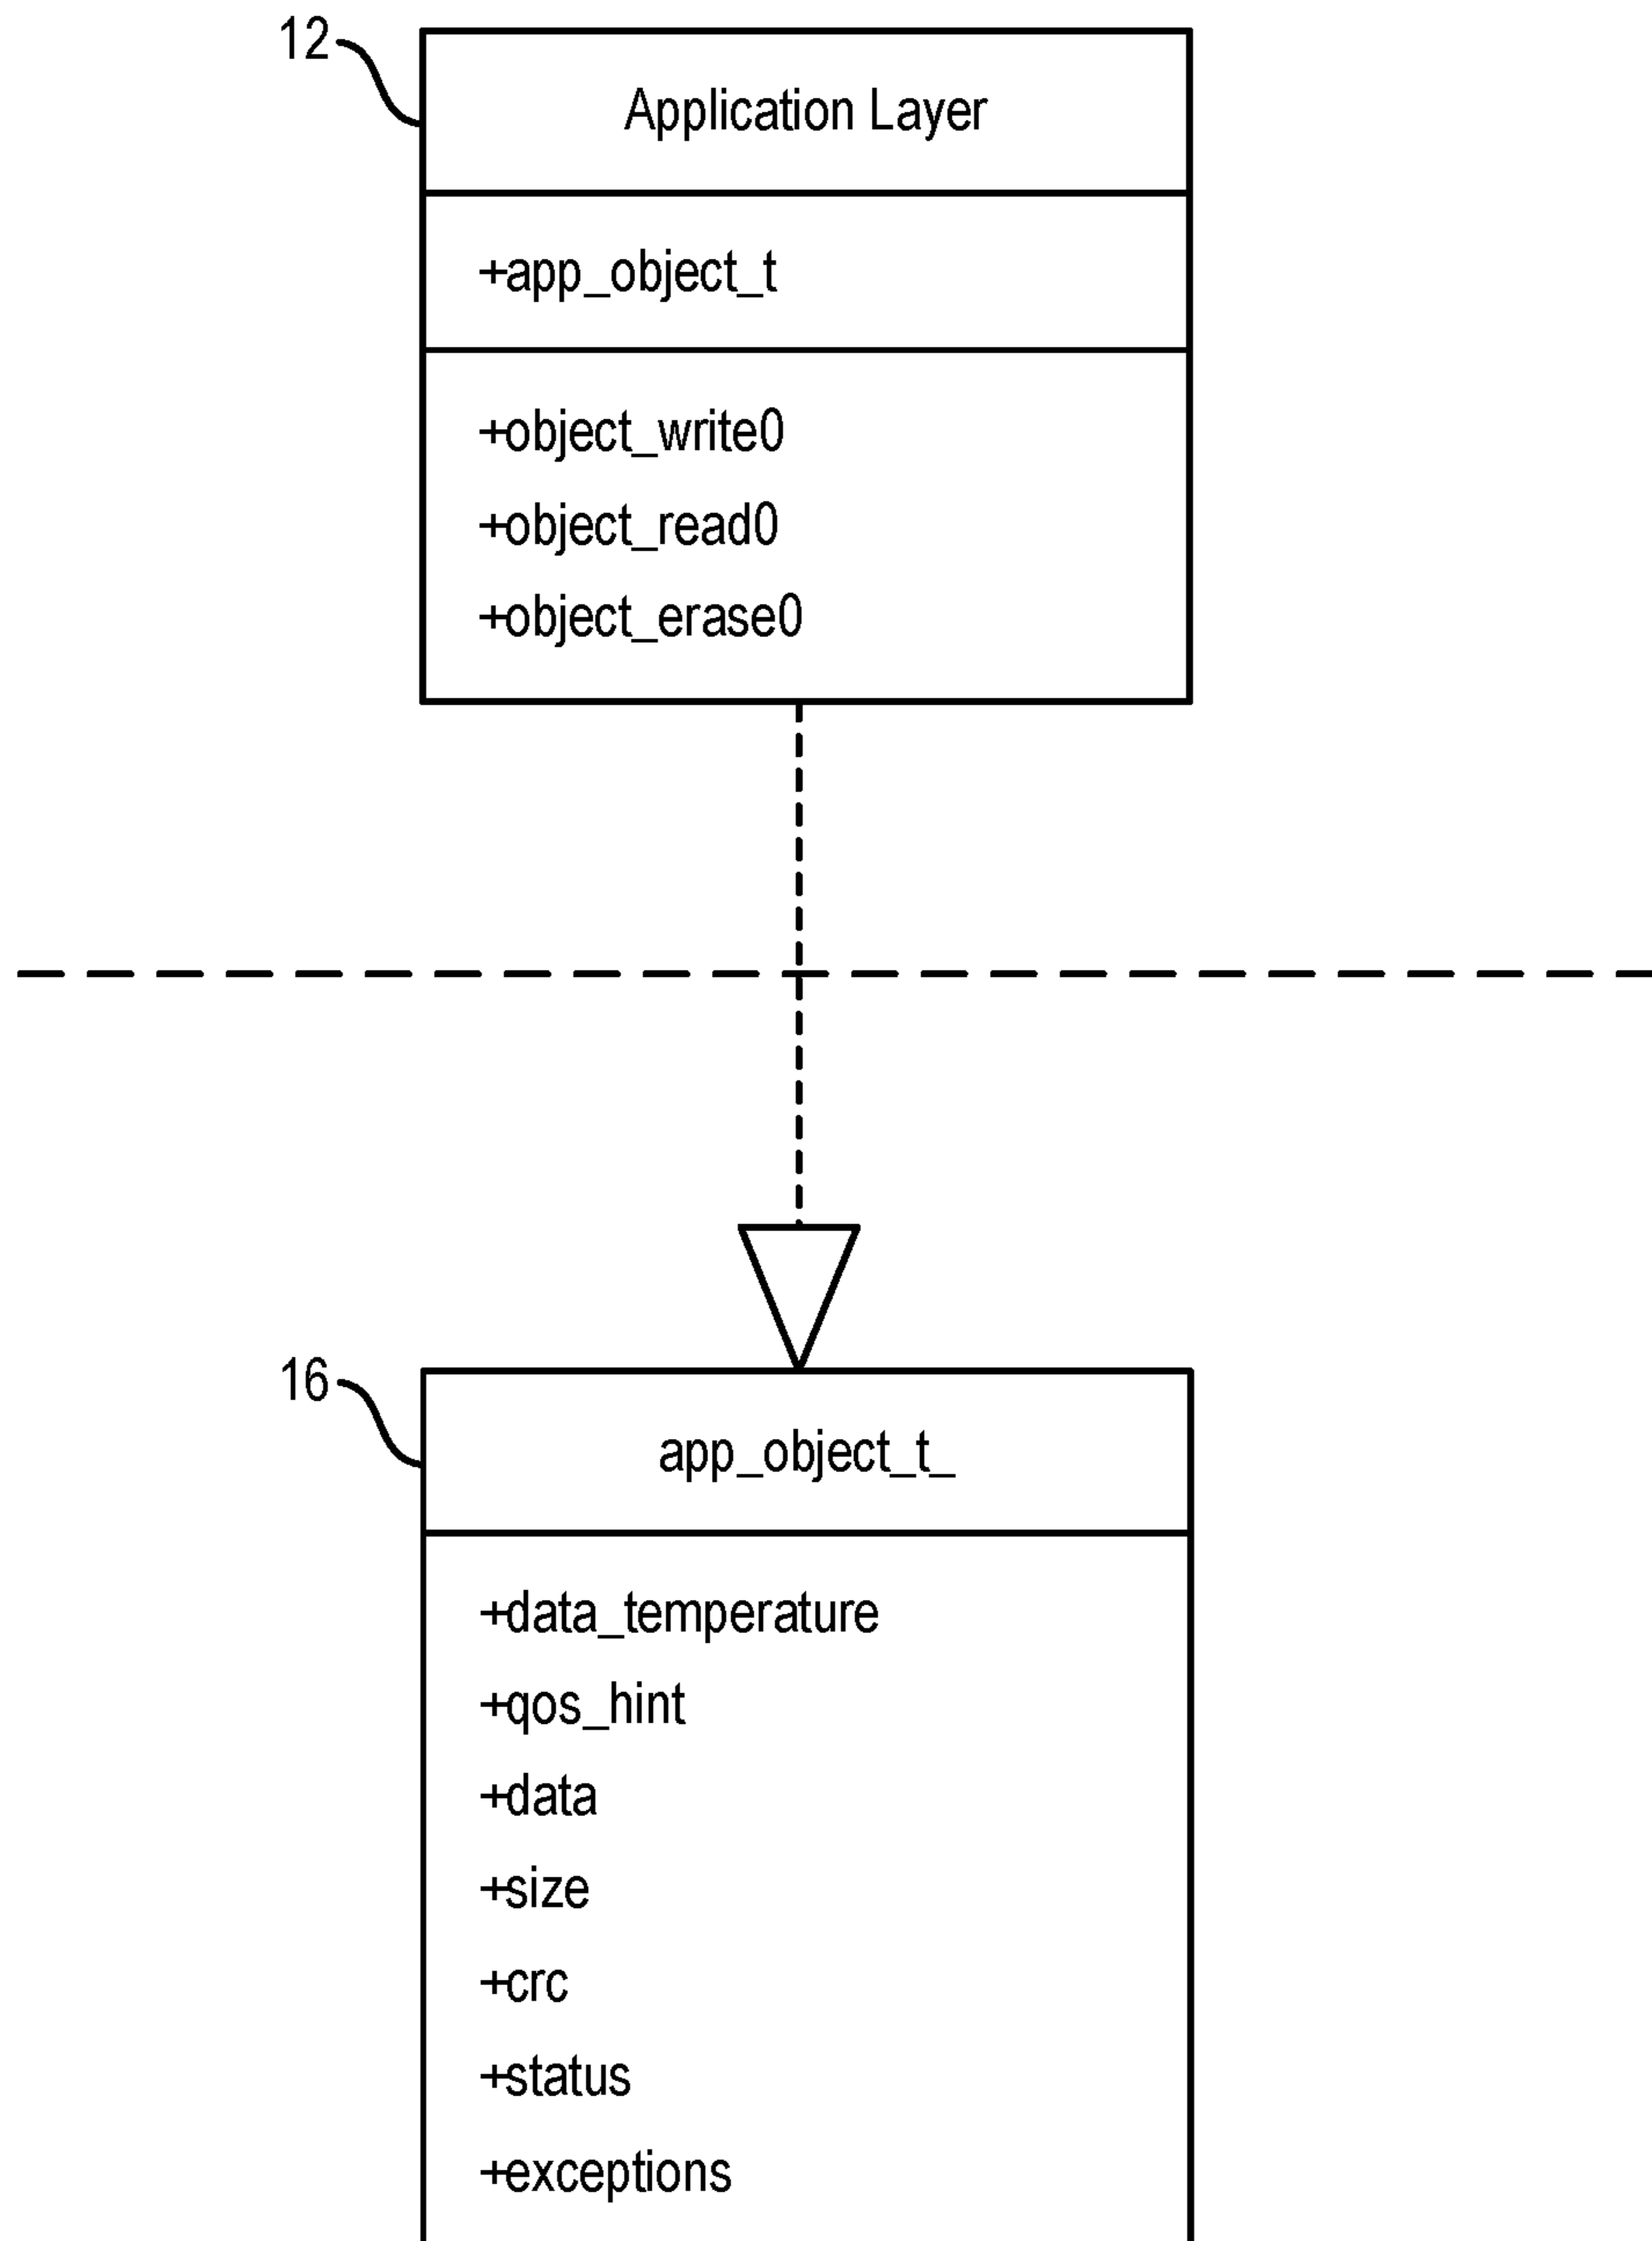 12
Application Layer
+app_object_t
+object_write0
+object_read0
+object_erase0
16
app_object_t_
+data_temperature
+qos_hint
+data
+size
+crc
+status
+exceptions